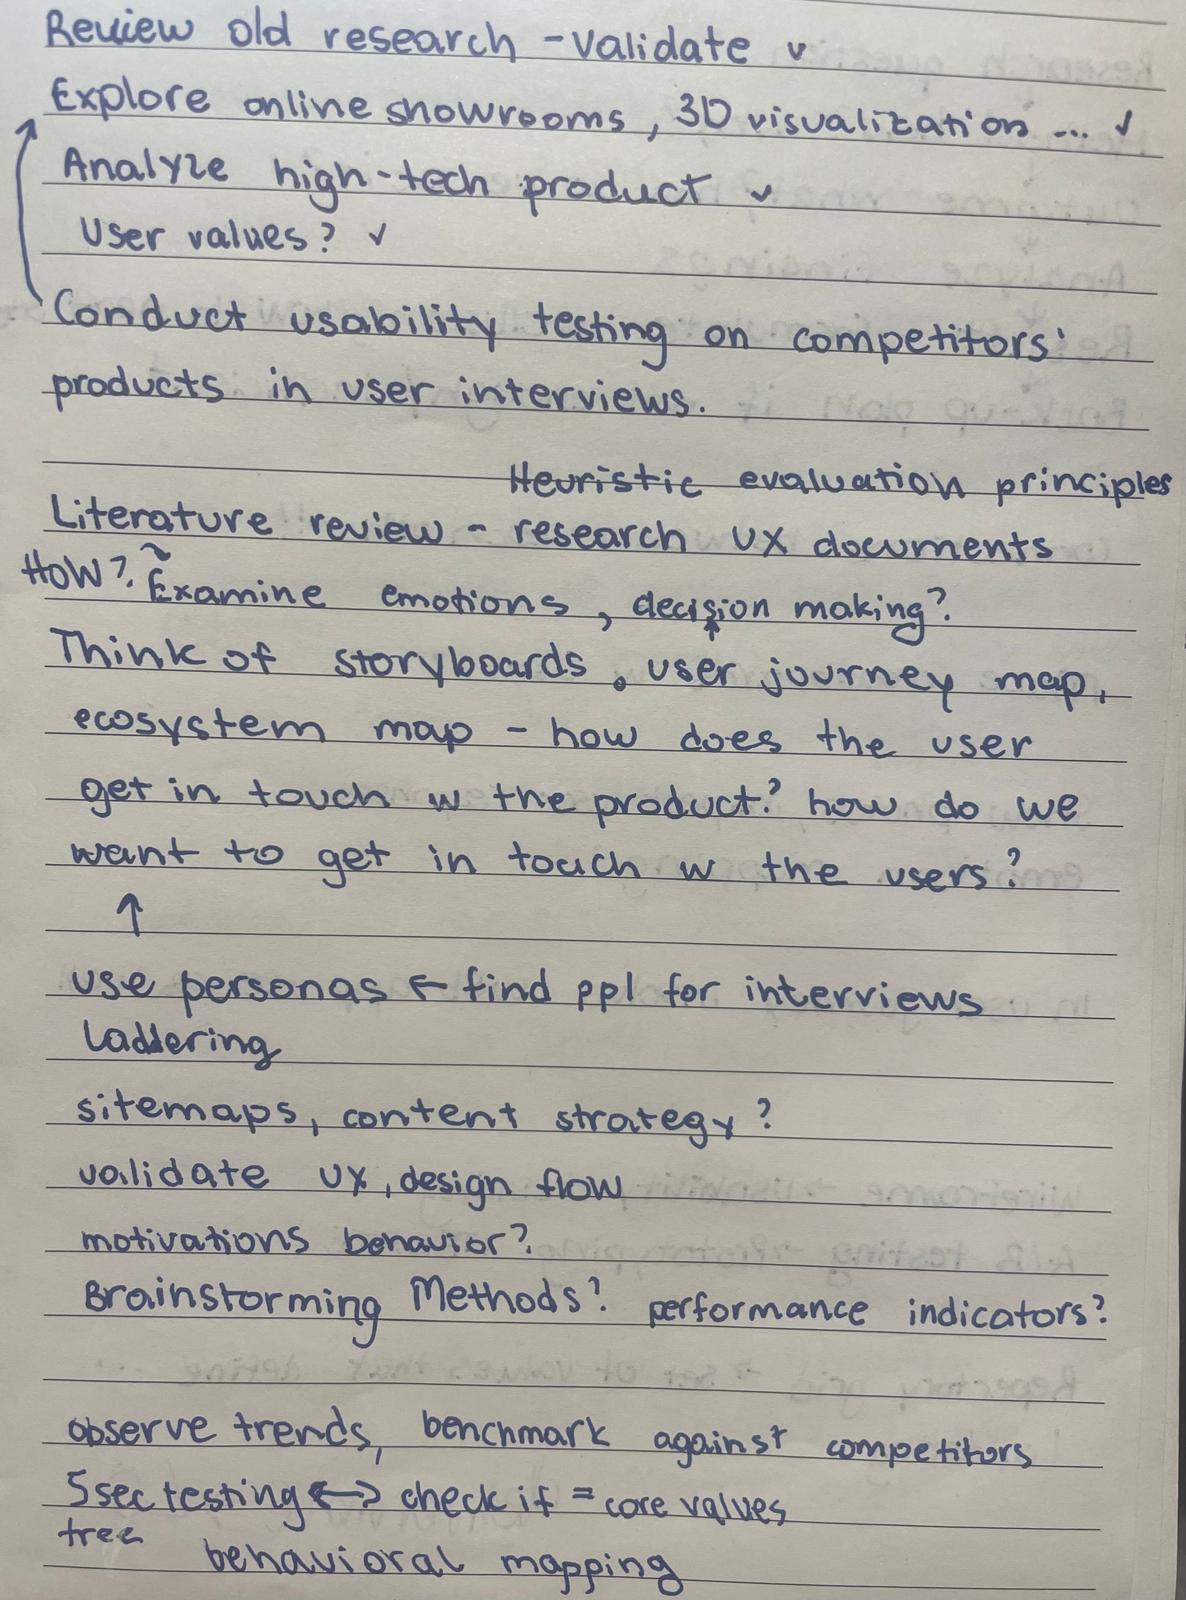 Review old research - validate ✓
Explore online showrooms, 3D visualization ... ✓
Analyze high-tech product ✓
User values? ✓
Conduct usability testing on competitors'
products in user interviews.
Heuristic evaluation principles
Literature review - research UX documents
HOW? Examine emotions, decision making?
Think of storyboards, user journey map,
ecosystem map - how does the user
get in touch w the product? how do we
want to get in touch w the users?
↑
use personas ← find ppl for interviews
Laddering
sitemaps, content strategy?
validate UX, design flow
motivations behavior?
Brainstorming Methods? performance indicators?
observe trends, benchmark against competitors
5 sec testing ↔ check if = core values
tree
behavioral mapping